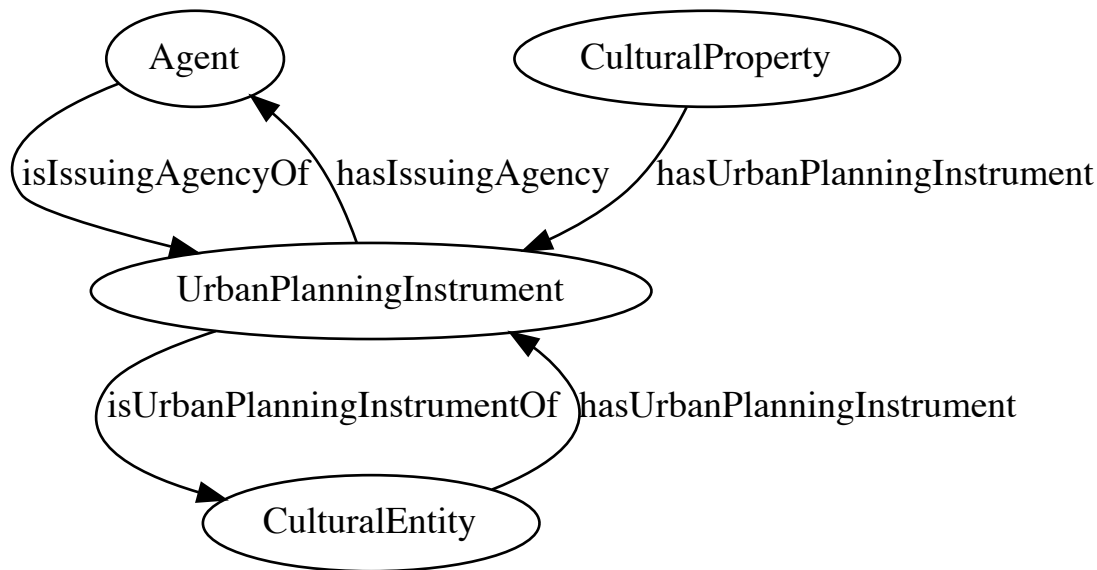 Agent
CulturalProperty
isIssuingAgencyOf
hasIssuingAgency
hasUrbanPlanningInstrument
UrbanPlanningInstrument
isUrbanPlanningInstrumentOf
hasUrbanPlanningInstrument
CulturalEntity